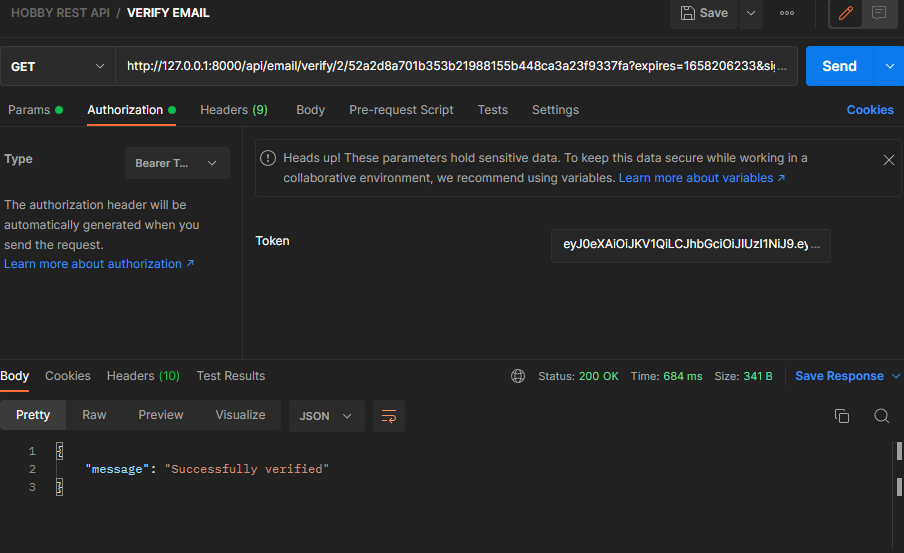 HOBBY REST API / VERIFY EMAIL
Save
GET
http://127.0.0.1:8000/api/email/verify/2/52a2d8a701b353b21988155b448ca3a23f9337fa?expires=1658206233&si...
Send
Params
Authorization
Headers (9)
Body
Pre-request Script
Tests
Settings
Cookies
Type
Bearer T...
The authorization header will be
automatically generated when you
send the request.
Learn more about authorization ↗
Heads up! These parameters hold sensitive data. To keep this data secure while working in a
collaborative environment, we recommend using variables. Learn more about variables ↗
Token
eyJ0eXAiOiJKV1QiLCJhbGciOiJIUzI1NiJ9.ey...
Body
Cookies
Headers (10)
Test Results
Status: 200 OK
Time: 684 ms
Size: 341 B
Save Response
Pretty
Raw
Preview
Visualize
JSON
1 {
2 "message": "Successfully verified"
3 }